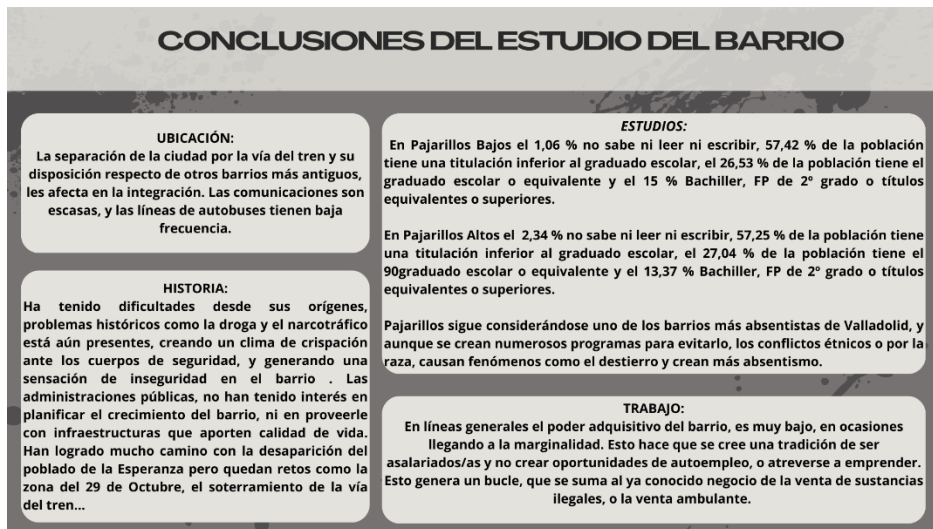 CONCLUSIONES DEL ESTUDIO DEL BARRIO
UBICACIÓN:
La separación de la ciudad por la vía del tren y su
disposición respecto de otros barrios más antiguos,
les afecta en la integración. Las comunicaciones son
escasas, y las líneas de autobuses tienen baja
frecuencia.
HISTORIA:
Ha tenido dificultades desde sus orígenes,
problemas históricos como la droga y el narcotráfico
está aún presentes, creando un clima de crispación
ante los cuerpos de seguridad, y generando una
sensación de inseguridad en el barrio . Las
administraciones públicas, no han tenido interés en
planificar el crecimiento del barrio, ni en proveerle
con infraestructuras que aporten calidad de vida.
Han logrado mucho camino con la desaparición del
poblado de la Esperanza pero quedan retos como la
zona del 29 de Octubre, el soterramiento de la vía
del tren...
ESTUDIOS:
En Pajarillos Bajos el 1,06 % no sabe ni leer ni escribir, 57,42 % de la población
tiene una titulación inferior al graduado escolar, el 26,53 % de la población tiene el
graduado escolar o equivalente y el 15 % Bachiller, FP de 2º grado o títulos
equivalentes o superiores.
En Pajarillos Altos el 2,34 % no sabe ni leer ni escribir, 57,25 % de la población tiene
una titulación inferior al graduado escolar, el 27,04 % de la población tiene el
90graduado escolar o equivalente y el 13,37 % Bachiller, FP de 2º grado o títulos
equivalentes o superiores.
Pajarillos sigue considerándose uno de los barrios más absentistas de Valladolid, y
aunque se crean numerosos programas para evitarlo, los conflictos étnicos o por la
raza, causan fenómenos como el destierro y crean más absentismo.
TRABAJO:
En líneas generales el poder adquisitivo del barrio, es muy bajo, en ocasiones
llegando a la marginalidad. Esto hace que se cree una tradición de ser
asalariados/as y no crear oportunidades de autoempleo, o atreverse a emprender.
Esto genera un bucle, que se suma al ya conocido negocio de la venta de sustancias
ilegales, o la venta ambulante.